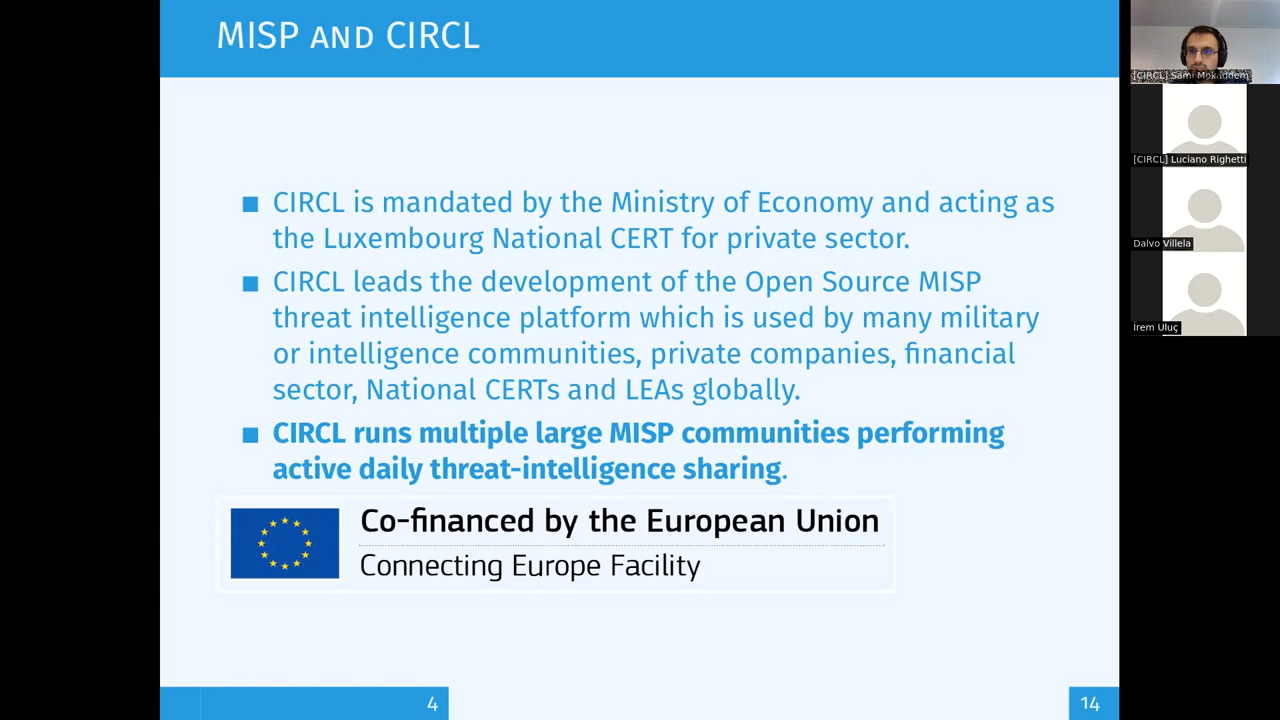 MISP AND CIRCL
CIRCL is mandated by the Ministry of Economy and acting as
the Luxembourg National CERT for private sector.
CIRCL leads the development of the Open Source MISP
threat intelligence platform which is used by many military
or intelligence communities, private companies, financial
sector, National CERTs and LEAs globally.
CIRCL runs multiple large MISP communities performing
active daily threat-intelligence sharing.
Co-financed by the European Union
Connecting Europe Facility
4
14
[CIRCL] Sami Mokaddem
[CIRCL] Luciano Righetti
Dalvo Villela
İrem Uluç